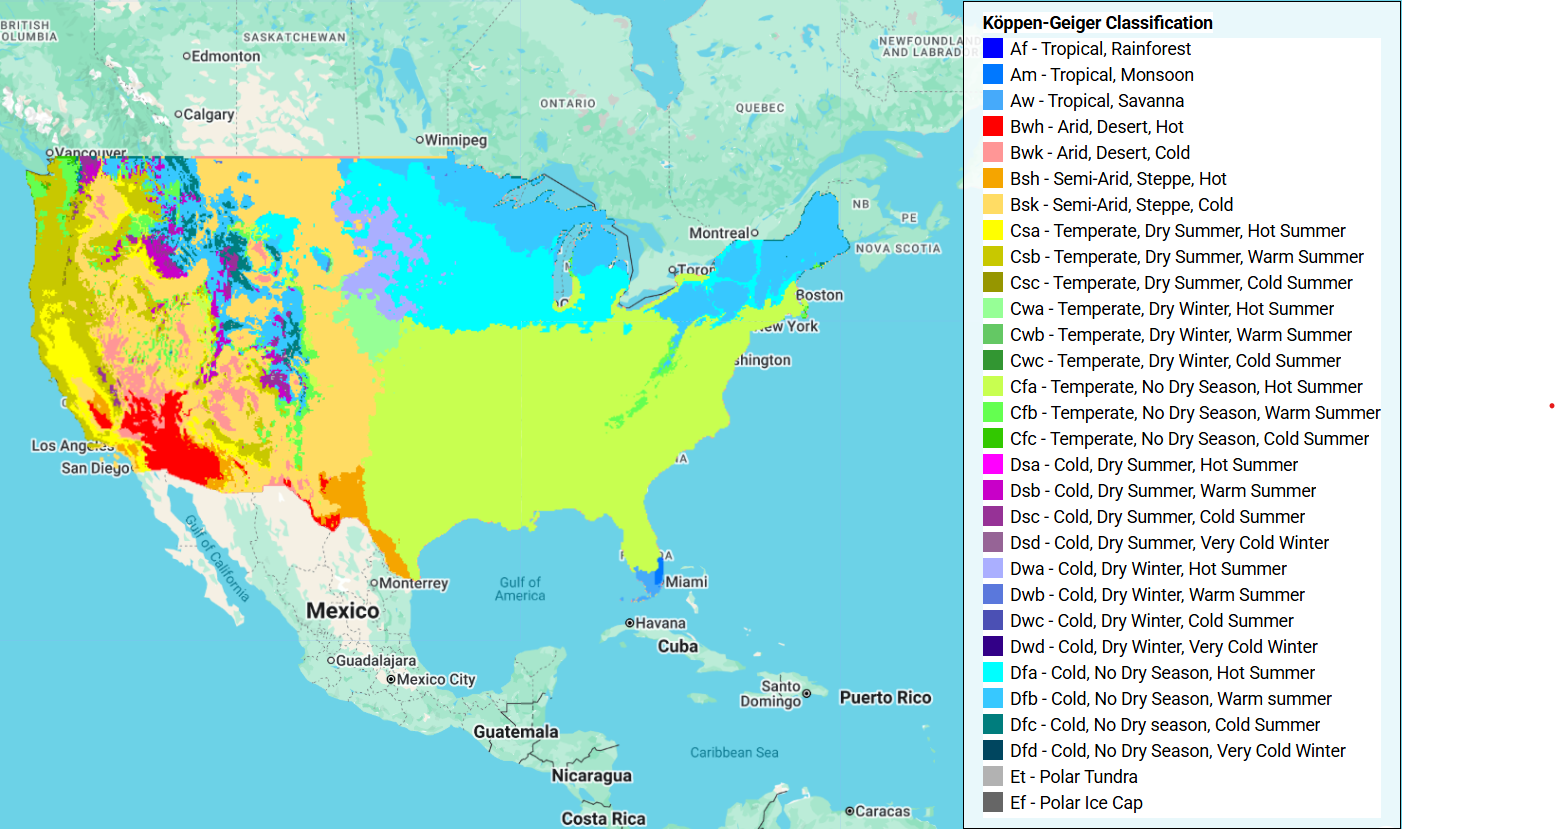 BRITISH
OLUMBIA
Edmonton
SASKATCHEWAN
Calgary
Winnipeg
Vancouver
ONTARIO
QUEBEC
NEWFOUNDLAND
AND LABRADOR
NB
PE
NOVA SCOTIA
Montreal
Toror
M
Boston
New York
shington
Los Angeles
San Diego
NA
F
DA
Miami
Gulf of California
Gulf of
America
Monterrey
Mexico
Guadalajara
Mexico City
Havana
Cuba
Santo
Domingo
Puerto Rico
Guatemala
Caribbean Sea
Nicaragua
Costa Rica
Caracas
Köppen-Geiger Classification
Af - Tropical, Rainforest
Am - Tropical, Monsoon
Aw - Tropical, Savanna
Bwh - Arid, Desert, Hot
Bwk - Arid, Desert, Cold
Bsh - Semi-Arid, Steppe, Hot
Bsk - Semi-Arid, Steppe, Cold
Csa - Temperate, Dry Summer, Hot Summer
Csb - Temperate, Dry Summer, Warm Summer
Csc - Temperate, Dry Summer, Cold Summer
Cwa - Temperate, Dry Winter, Hot Summer
Cwb - Temperate, Dry Winter, Warm Summer
Cwc - Temperate, Dry Winter, Cold Summer
Cfa - Temperate, No Dry Season, Hot Summer
Cfb - Temperate, No Dry Season, Warm Summer
Cfc - Temperate, No Dry Season, Cold Summer
Dsa - Cold, Dry Summer, Hot Summer
Dsb - Cold, Dry Summer, Warm Summer
Dsc - Cold, Dry Summer, Cold Summer
Dsd - Cold, Dry Summer, Very Cold Winter
Dwa - Cold, Dry Winter, Hot Summer
Dwb - Cold, Dry Winter, Warm Summer
Dwc - Cold, Dry Winter, Cold Summer
Dwd - Cold, Dry Winter, Very Cold Winter
Dfa - Cold, No Dry Season, Hot Summer
Dfb - Cold, No Dry Season, Warm summer
Dfc - Cold, No Dry season, Cold Summer
Dfd - Cold, No Dry Season, Very Cold Winter
Et - Polar Tundra
Ef - Polar Ice Cap